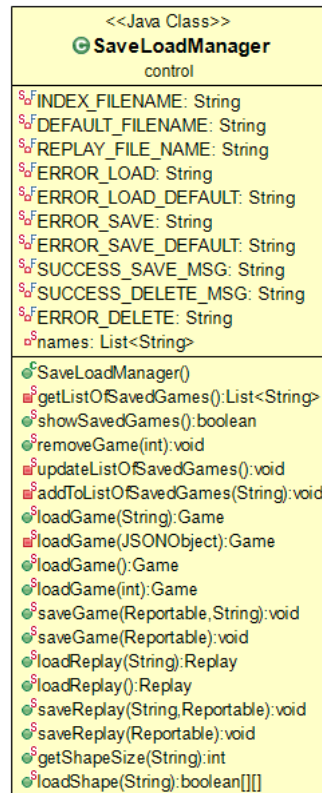 <<Java Class>>
SaveLoadManager
control
INDEX_FILENAME: String
DEFAULT_FILENAME: String
REPLAY_FILE_NAME: String
ERROR_LOAD: String
ERROR_LOAD_DEFAULT: String
ERROR_SAVE: String
ERROR_SAVE_DEFAULT: String
SUCCESS_SAVE_MSG: String
SUCCESS_DELETE_MSG: String
ERROR_DELETE: String
names: List<String>
SaveLoadManager()
getListOfSavedGames():List<String>
showSavedGames():boolean
removeGame(int):void
updateListOfSavedGames():void
addToListOfSavedGames(String):void
loadGame(String):Game
loadGame(JSONObject):Game
loadGame():Game
loadGame(int):Game
saveGame(Reportable,String):void
saveGame(Reportable):void
loadReplay(String):Replay
loadReplay():Replay
saveReplay(String,Reportable):void
saveReplay(Reportable):void
getShapeSize(String):int
loadShape(String):boolean[][]